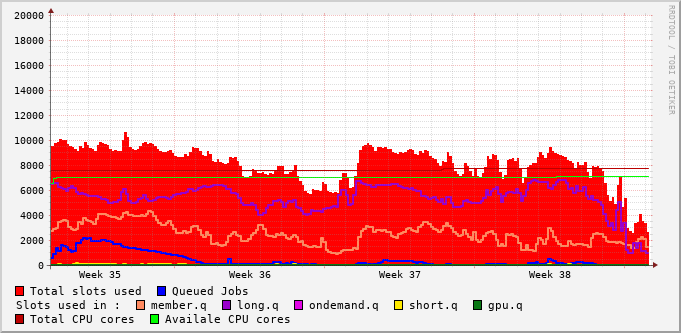 20000
18000
16000
14000
12000
10000
8000
6000
4000
2000
0
Week 35 Week 36 Week 37 Week 38
Total slots used Queued Jobs
Slots used in : member.q long.q ondemand.q short.q gpu.q
Total CPU cores Availale CPU cores
RRDTOOL / TOBI OETIKER